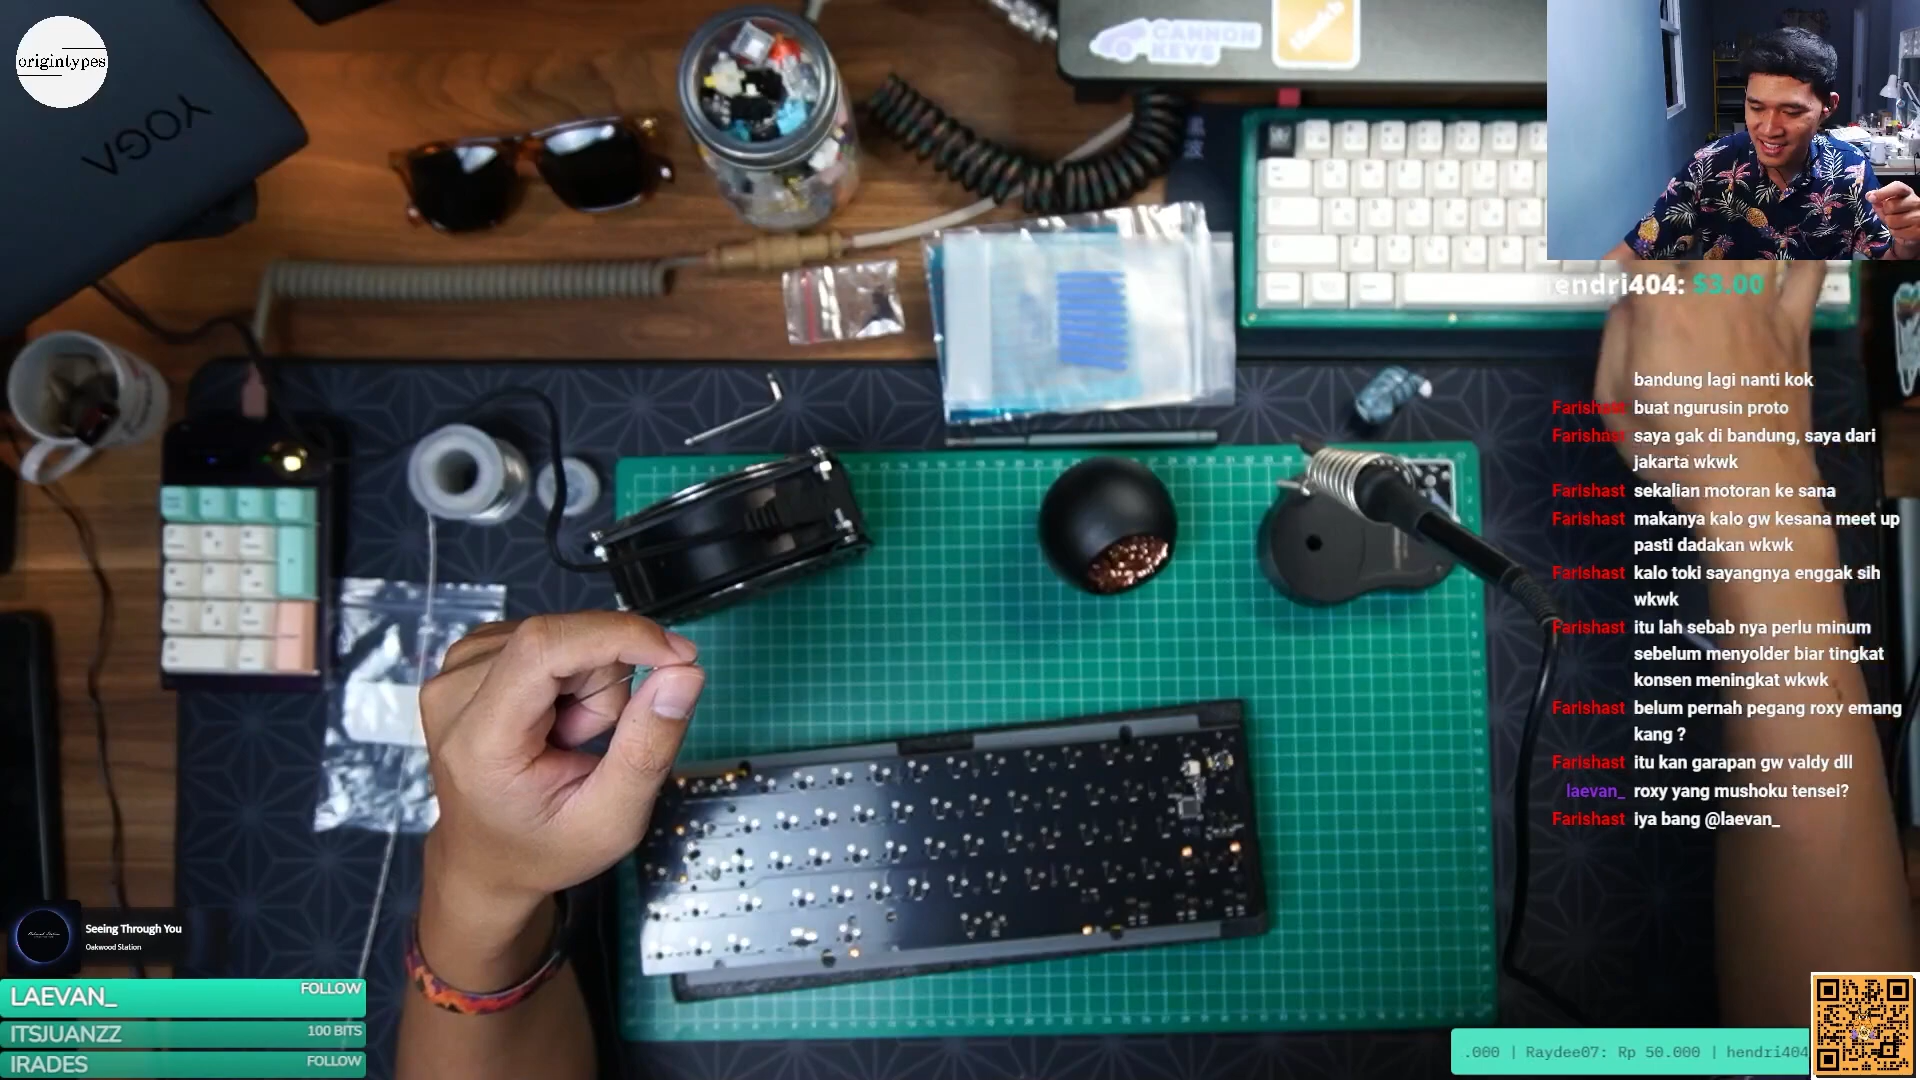 origintypes
YOGA
CANNON
KEYS
endri404: $3.00
bandung lagi nanti kok
Farishast buat ngurusin proto
Farishast saya gak di bandung, saya dari
jakarta wkwk
Farishast sekalian motoran ke sana
Farishast makanya kalo gw kesana meet up
pasti dadakan wkwk
Farishast kalo toki sayangnya enggak sih
wkwk
Farishast itu lah sebab nya perlu minum
sebelum menyolder biar tingkat
konsen meningkat wkwk
Farishast belum pernah pegang roxy emang
kang ?
Farishast itu kan garapan gw valdy dll
laevan_ roxy yang mushoku tensei?
Farishast iya bang @laevan_
Seeing Through You
Oakwood Station
LAEVAN_ FOLLOW
ITSJUANZZ 100 BITS
IRADES FOLLOW
.000 | Raydee07: Rp 50.000 | hendri404